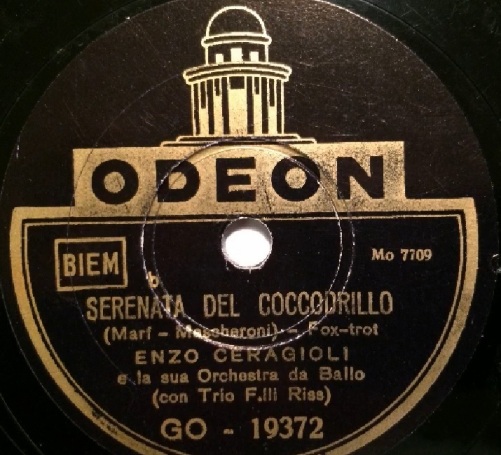 ODEON
BIEM
Mo 7709
b
SERENATA DEL COCCODRILLO
(Marf - Mascheroni) - Fox-trot
ENZO CERAGIOLI
e la sua Orchestra da Ballo
(con Trio F.lli Riss)
GO - 19372